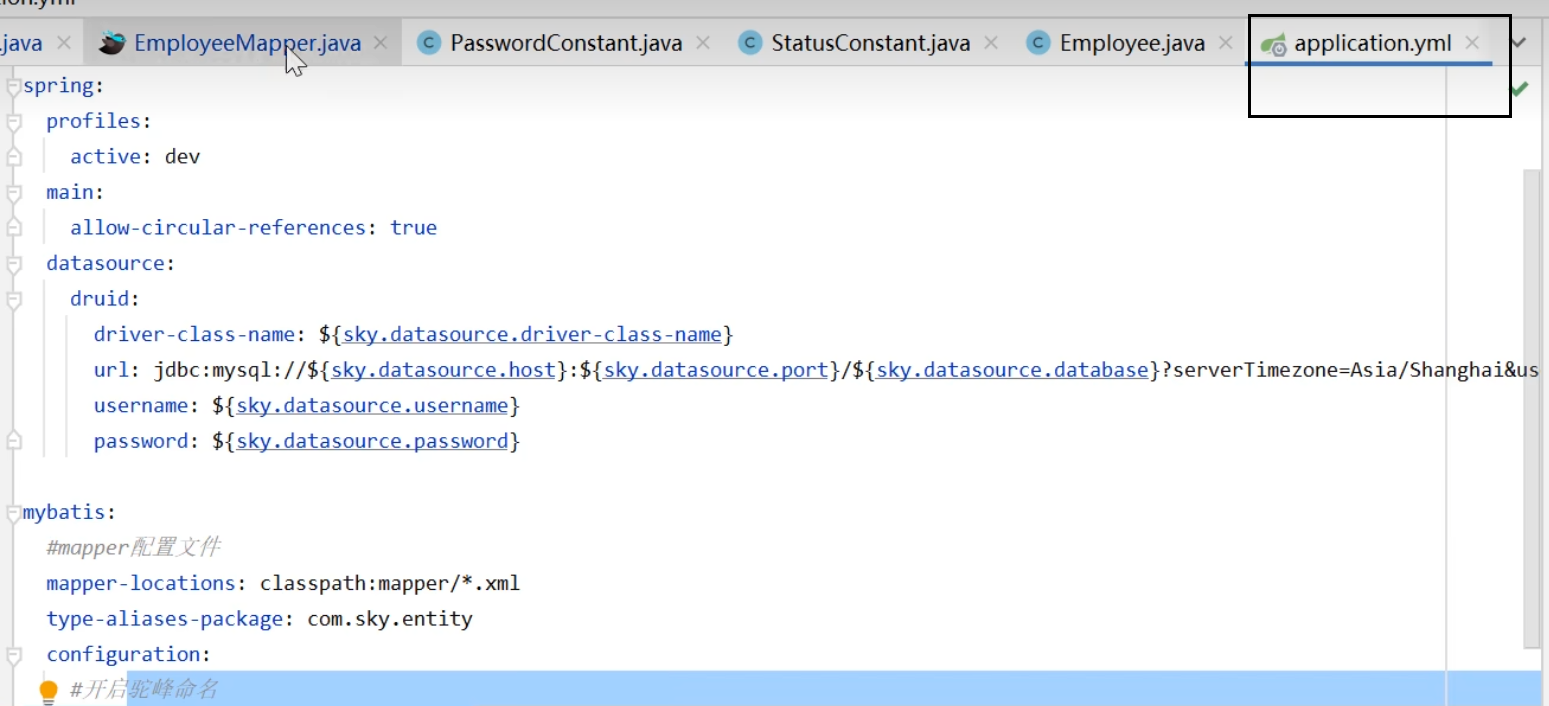 .java EmployeeMapper.java PasswordConstant.java StatusConstant.java Employee.java application.yml
spring:
profiles:
active: dev
main:
allow-circular-references: true
datasource:
druid:
driver-class-name: ${sky.datasource.driver-class-name}
url: jdbc:mysql://${sky.datasource.host}:${sky.datasource.port}/${sky.datasource.database}?serverTimezone=Asia/Shanghai&us
username: ${sky.datasource.username}
password: ${sky.datasource.password}
mybatis:
#mapper配置文件
mapper-locations: classpath:mapper/*.xml
type-aliases-package: com.sky.entity
configuration:
#开启驼峰命名